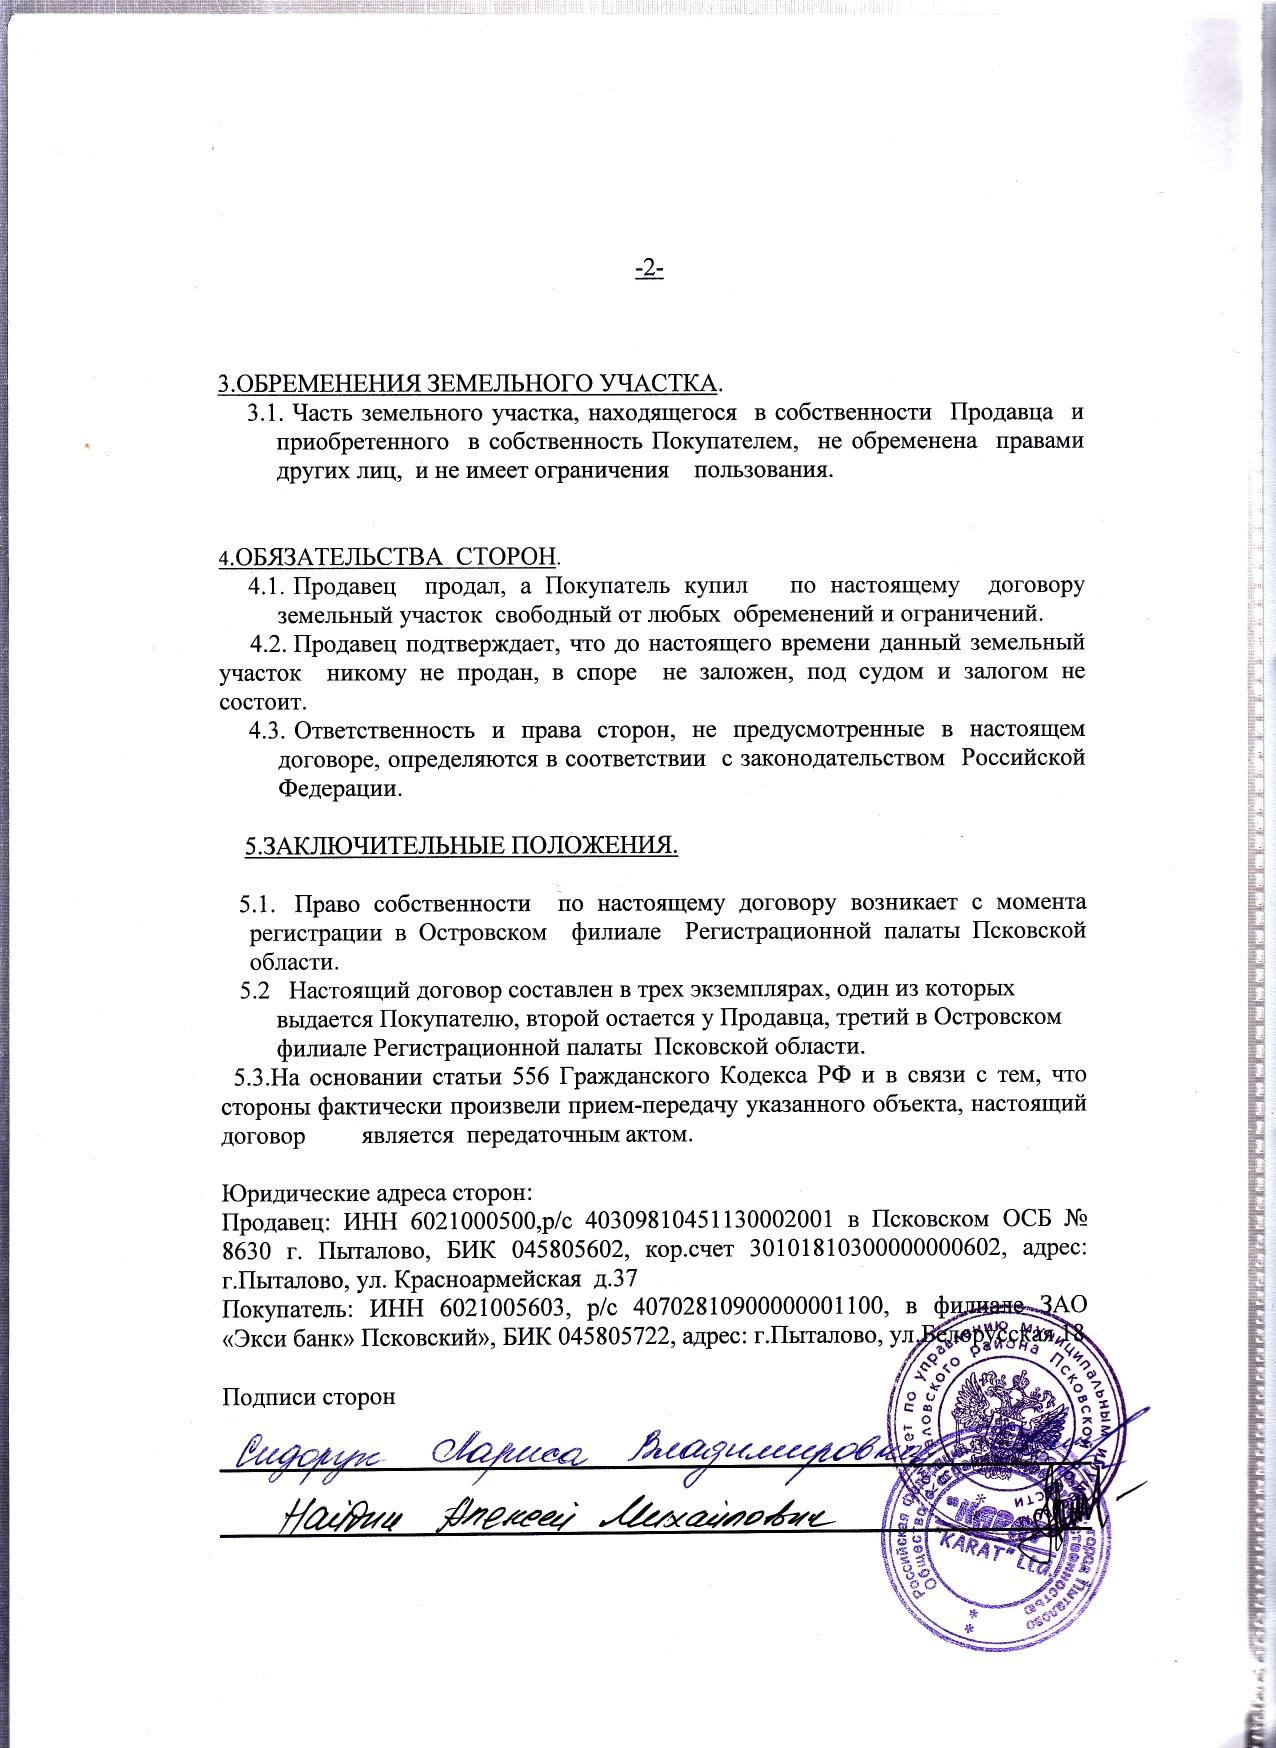 -2-
3.ОБРЕМЕНЕНИЯ ЗЕМЕЛЬНОГО УЧАСТКА.
3.1. Часть земельного участка, находящегося в собственности Продавца и
приобретенного в собственность Покупателем, не обременена правами
других лиц, и не имеет ограничения пользования.
4.ОБЯЗАТЕЛЬСТВА СТОРОН.
4.1. Продавец продал, а Покупатель купил по настоящему договору
земельный участок свободный от любых обременений и ограничений.
4.2. Продавец подтверждает, что до настоящего времени данный земельный
участок никому не продан, в споре не заложен, под судом и залогом не
состоит.
4.3. Ответственность и права сторон, не предусмотренные в настоящем
договоре, определяются в соответствии с законодательством Российской
Федерации.
5.ЗАКЛЮЧИТЕЛЬНЫЕ ПОЛОЖЕНИЯ.
5.1. Право собственности по настоящему договору возникает с момента
регистрации в Островском филиале Регистрационной палаты Псковской
области.
5.2 Настоящий договор составлен в трех экземплярах, один из которых
выдается Покупателю, второй остается у Продавца, третий в Островском
филиале Регистрационной палаты Псковской области.
5.3.На основании статьи 556 Гражданского Кодекса РФ и в связи с тем, что
стороны фактически произвели прием-передачу указанного объекта, настоящий
договор является передаточным актом.
Юридические адреса сторон:
Продавец: ИНН 6021000500,р/с 40309810451130002001 в Псковском ОСБ №
8630 г. Пыталово, БИК 045805602, кор.счет 30101810300000000602, адрес:
г.Пыталово, ул. Красноармейская д.37
Покупатель: ИНН 6021005603, р/с 40702810900000001100, в филиале ЗАО
«Экси банк» Псковский», БИК 045805722, адрес: г.Пыталово, ул.Белорусская,18
Подписи сторон
Сидорук Лариса Владимировна
Найдин Алексей Михайлович
по управлению муниципальным
района Псковской
Российская
Общество
"KARAT" Ltd.
город Пыталово